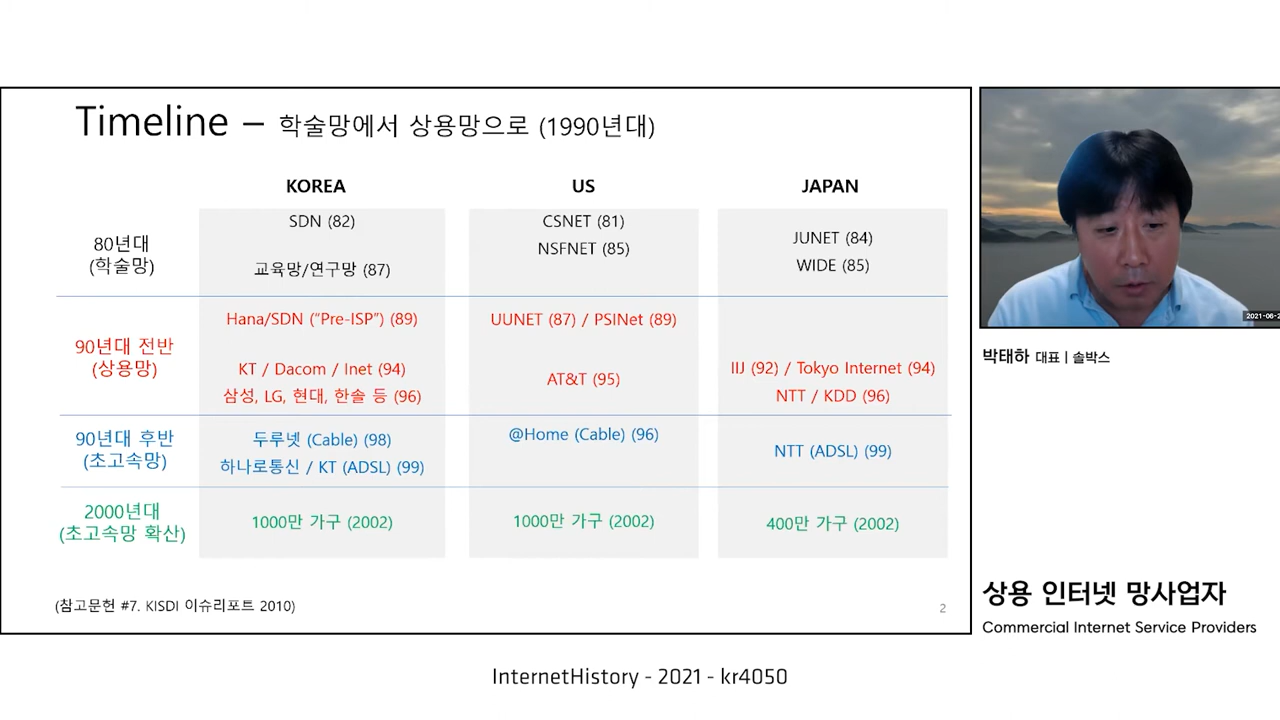 Timeline – 학술망에서 상용망으로 (1990년대)
KOREA US JAPAN
80년대
(학술망)
SDN (82)
교육망/연구망 (87)
CSNET (81)
NSFNET (85)
JUNET (84)
WIDE (85)
90년대 전반
(상용망)
Hana/SDN (“Pre-ISP”) (89)
KT / Dacom / Inet (94)
삼성, LG, 현대, 한솔 등 (96)
UUNET (87) / PSINet (89)
AT&T (95)
IIJ (92) / Tokyo Internet (94)
NTT / KDD (96)
90년대 후반
(초고속망)
두루넷 (Cable) (98)
하나로통신 / KT (ADSL) (99)
@Home (Cable) (96)
NTT (ADSL) (99)
2000년대
(초고속망 확산)
1000만 가구 (2002)
1000만 가구 (2002)
400만 가구 (2002)
(참고문헌 #7. KISDI 이슈리포트 2010)
2
박태하 대표 | 솔박스
상용 인터넷 망사업자
Commercial Internet Service Providers
InternetHistory - 2021 - kr4050